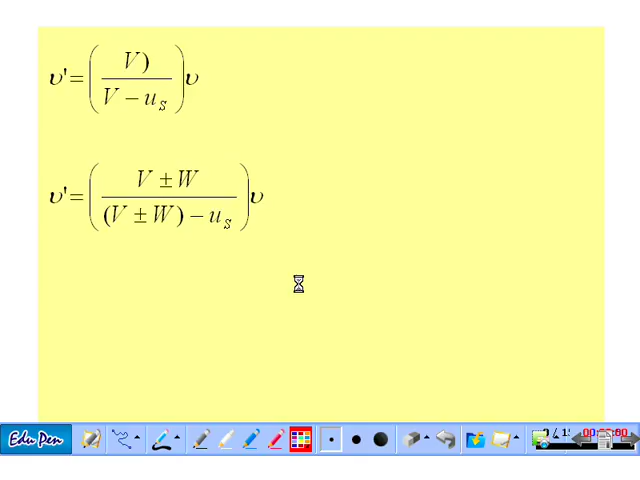 υ' = ( V) / (V − u_S) ) υ
υ' = ( V ± W / (V ± W) − u_S ) υ
Edu Pen